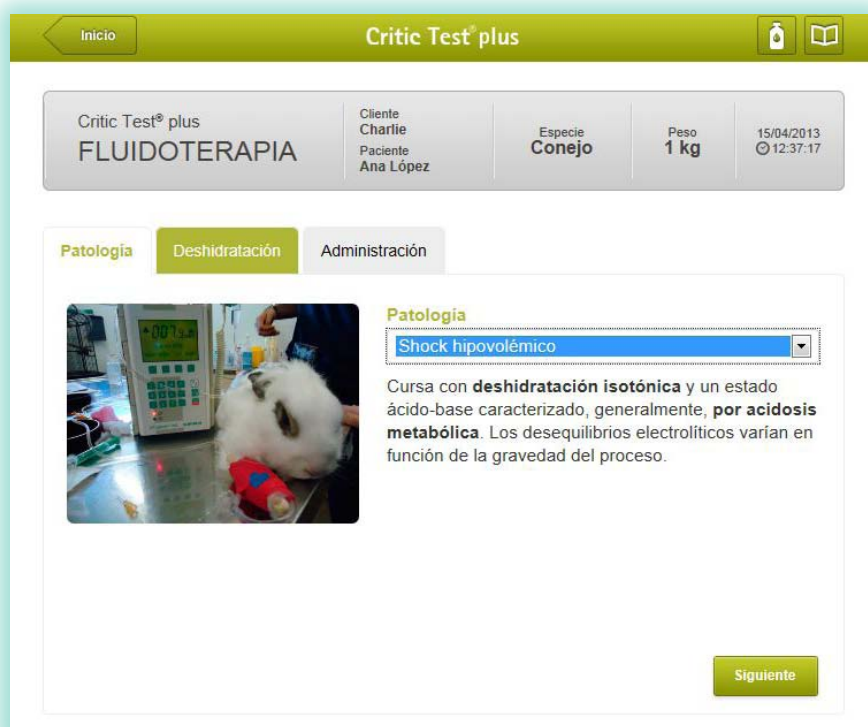 Inicio
Critic Test® plus
Critic Test® plus
FLUIDOTERAPIA
Cliente
Charlie
Paciente
Ana López
Especie
Conejo
Peso
1 kg
15/04/2013
12:37:17
Patología
Deshidratación
Administración
Patología
Shock hipovolémico
Cursa con deshidratación isotónica y un estado
ácido-base caracterizado, generalmente, por acidosis
metabólica. Los desequilibrios electrolíticos varían en
función de la gravedad del proceso.
Siguiente